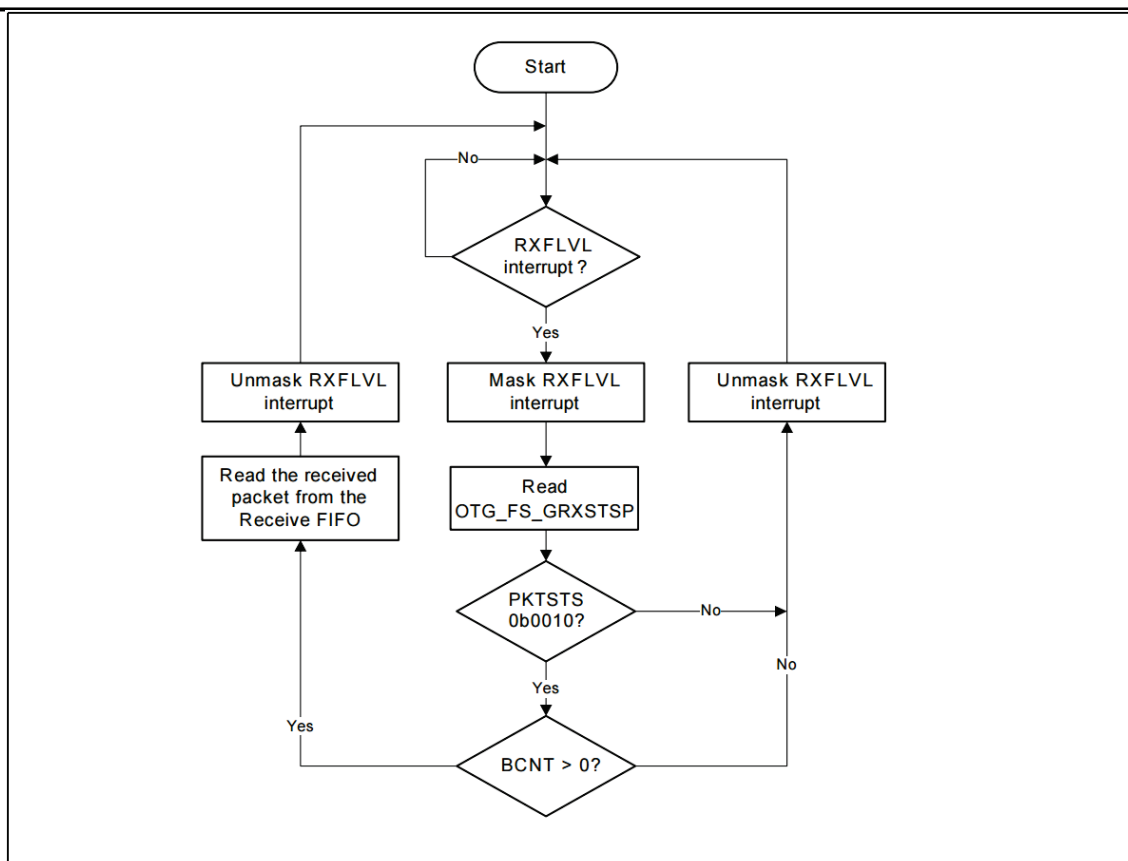 Start
No
RXFLVL
interrupt ?
Yes
Unmask RXFLVL
interrupt
Mask RXFLVL
interrupt
Unmask RXFLVL
interrupt
Read the received
packet from the
Receive FIFO
Read
OTG_FS_GRXSTSP
PKTSTS
0b0010?
No
No
Yes
Yes
BCNT > 0?